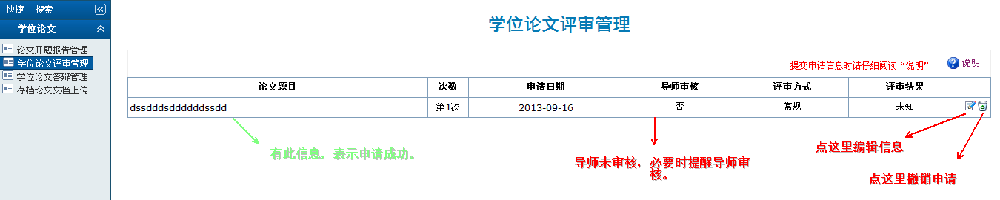 快捷 搜索
学位论文
论文开题报告管理
学位论文评审管理
学位论文答辩管理
存档论文文档上传
学位论文评审管理
提交申请信息时请仔细阅读“说明” 说明
论文题目 次数 申请日期 导师审核 评审方式 评审结果
dssdddsddddddssdd 第1次 2013-09-16 否 常规 未知
有此信息，表示申请成功。
导师未审核，必要时提醒导师审
核。
点这里编辑信息
点这里撤销申请